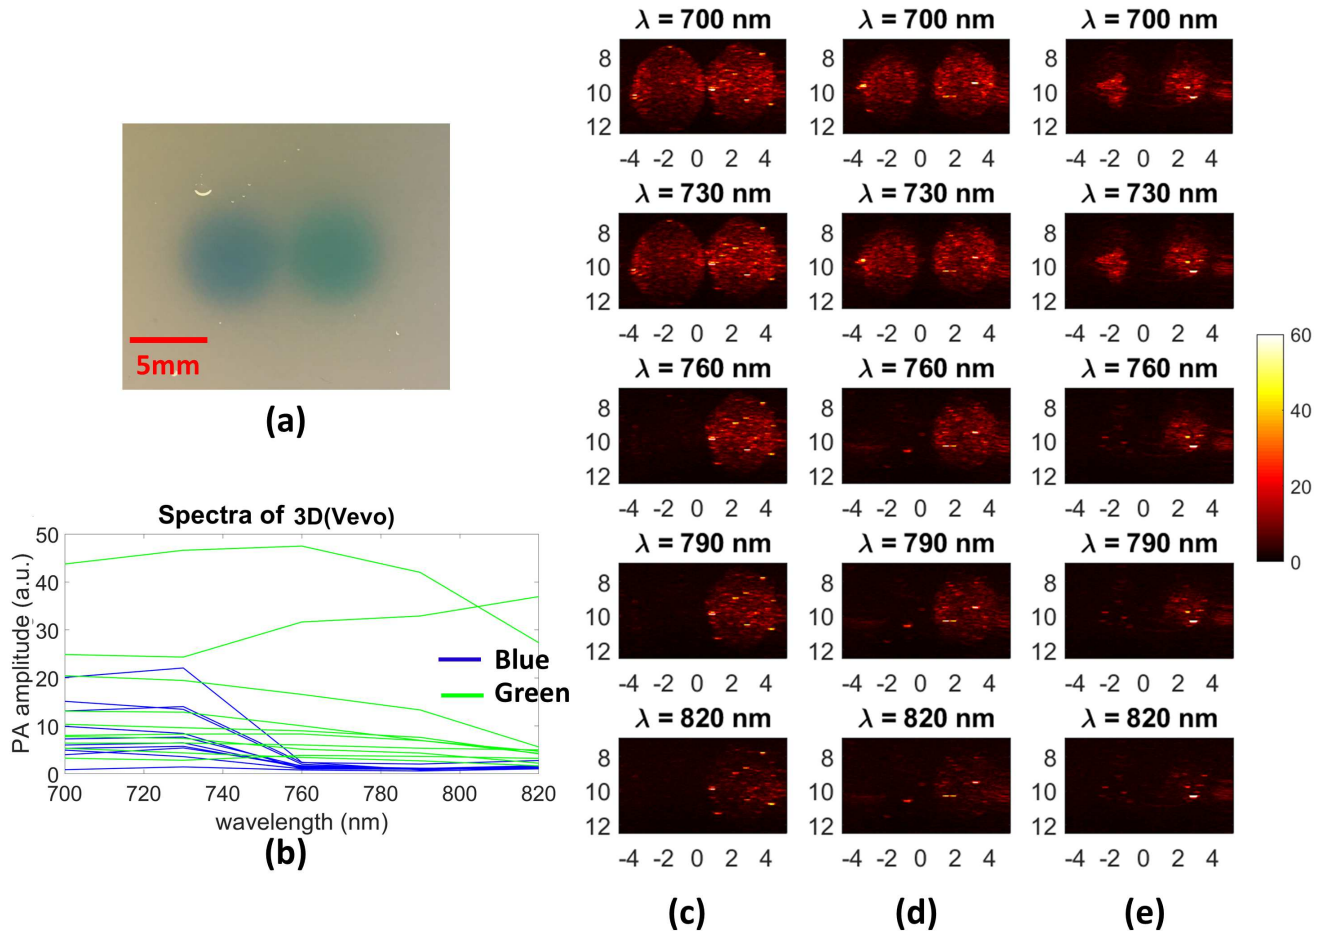 5mm
(a)
Spectra of 3D(Vevo)
PA amplitude (a.u.)
50
40
30
20
10
0
700 720 740 760 780 800 820
wavelength (nm)
Blue
Green
(b)
λ = 700 nm λ = 700 nm λ = 700 nm
8 8 8
10 10 10
12 12 12
-4 -2 0 2 4 -4 -2 0 2 4 -4 -2 0 2 4
λ = 730 nm λ = 730 nm λ = 730 nm
8 8 8
10 10 10
12 12 12
-4 -2 0 2 4 -4 -2 0 2 4 -4 -2 0 2 4
λ = 760 nm λ = 760 nm λ = 760 nm
8 8 8
10 10 10
12 12 12
-4 -2 0 2 4 -4 -2 0 2 4 -4 -2 0 2 4
λ = 790 nm λ = 790 nm λ = 790 nm
8 8 8
10 10 10
12 12 12
-4 -2 0 2 4 -4 -2 0 2 4 -4 -2 0 2 4
λ = 820 nm λ = 820 nm λ = 820 nm
8 8 8
10 10 10
12 12 12
-4 -2 0 2 4 -4 -2 0 2 4 -4 -2 0 2 4
(c) (d) (e)
60
40
20
0